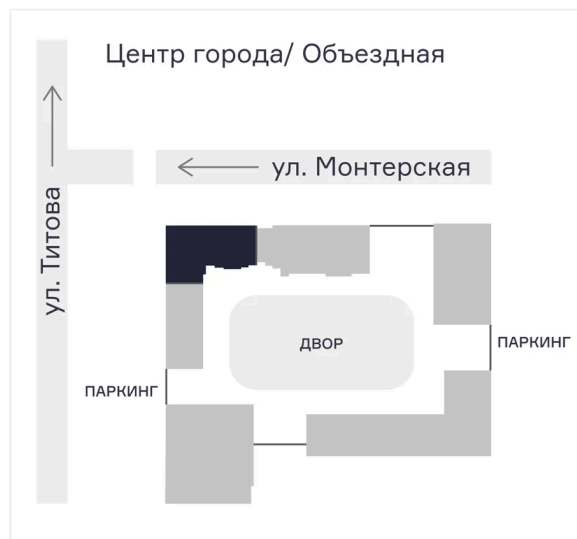 Центр города/ Объездная
ул. Монтерская
ул. Титова
ДВОР
ПАРКИНГ
ПАРКИНГ